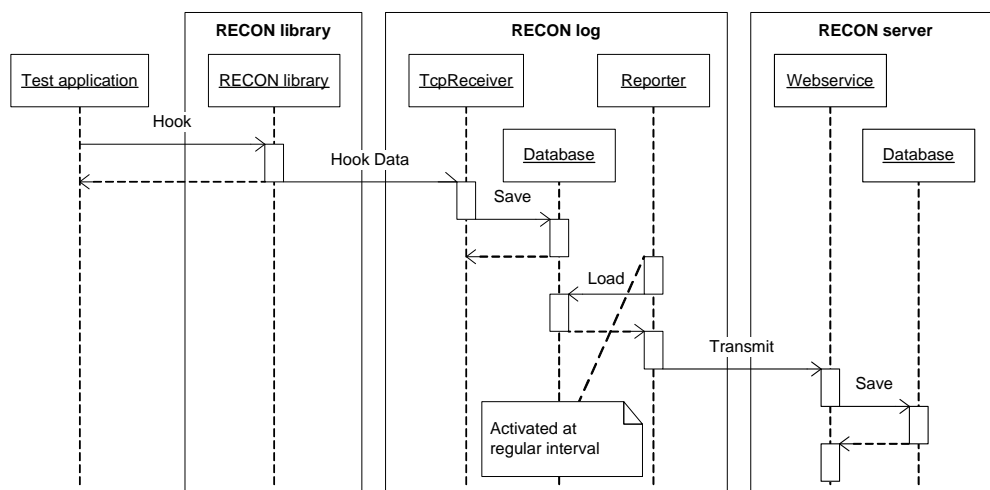 RECON library
RECON log
RECON server
Test application
RECON library
TcpReceiver
Reporter
Webservice
Hook
Database
Database
Hook Data
Save
Load
Transmit
Save
Activated at
regular interval